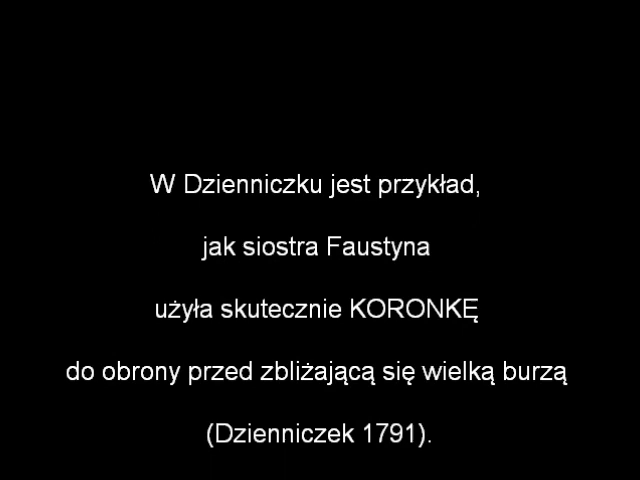 W Dzienniczku jest przykład,
jak siostra Faustyna
użyła skutecznie KORONKĘ
do obrony przed zbliżającą się wielką burzą
(Dzienniczek 1791).